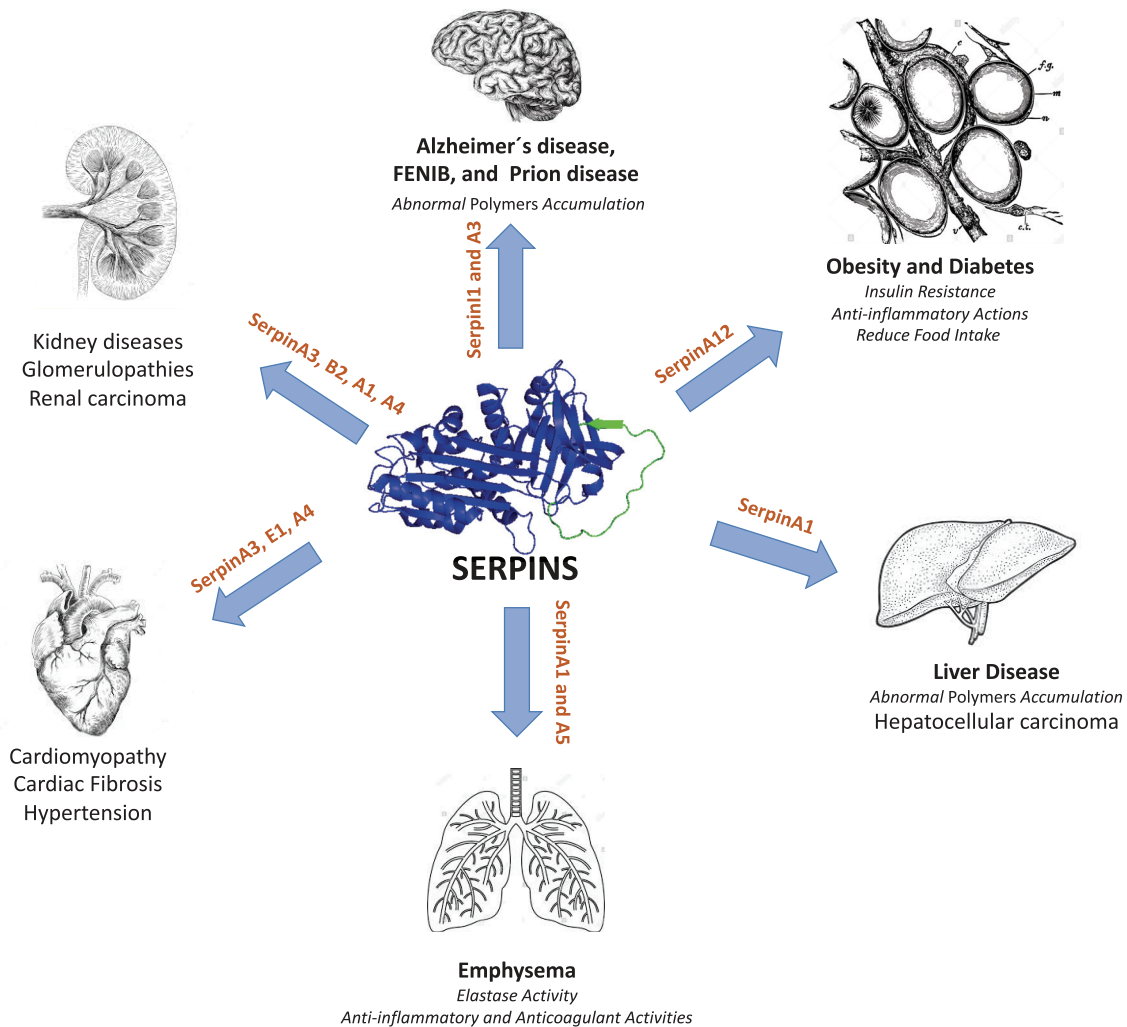 Alzheimer´s disease,
FENIB, and Prion disease
Abnormal Polymers Accumulation
SerpinI1 and A3
c
f.g.
m
n
v
c.t.
Obesity and Diabetes
Insulin Resistance
Anti-inflammatory Actions
Reduce Food Intake
SerpinA12
Kidney diseases
Glomerulopathies
Renal carcinoma
SerpinA3, B2, A1, A4
SERPINS
SerpinA1
Liver Disease
Abnormal Polymers Accumulation
Hepatocellular carcinoma
SerpinA3, E1, A4
Cardiomyopathy
Cardiac Fibrosis
Hypertension
SerpinA1 and A5
Emphysema
Elastase Activity
Anti-inflammatory and Anticoagulant Activities